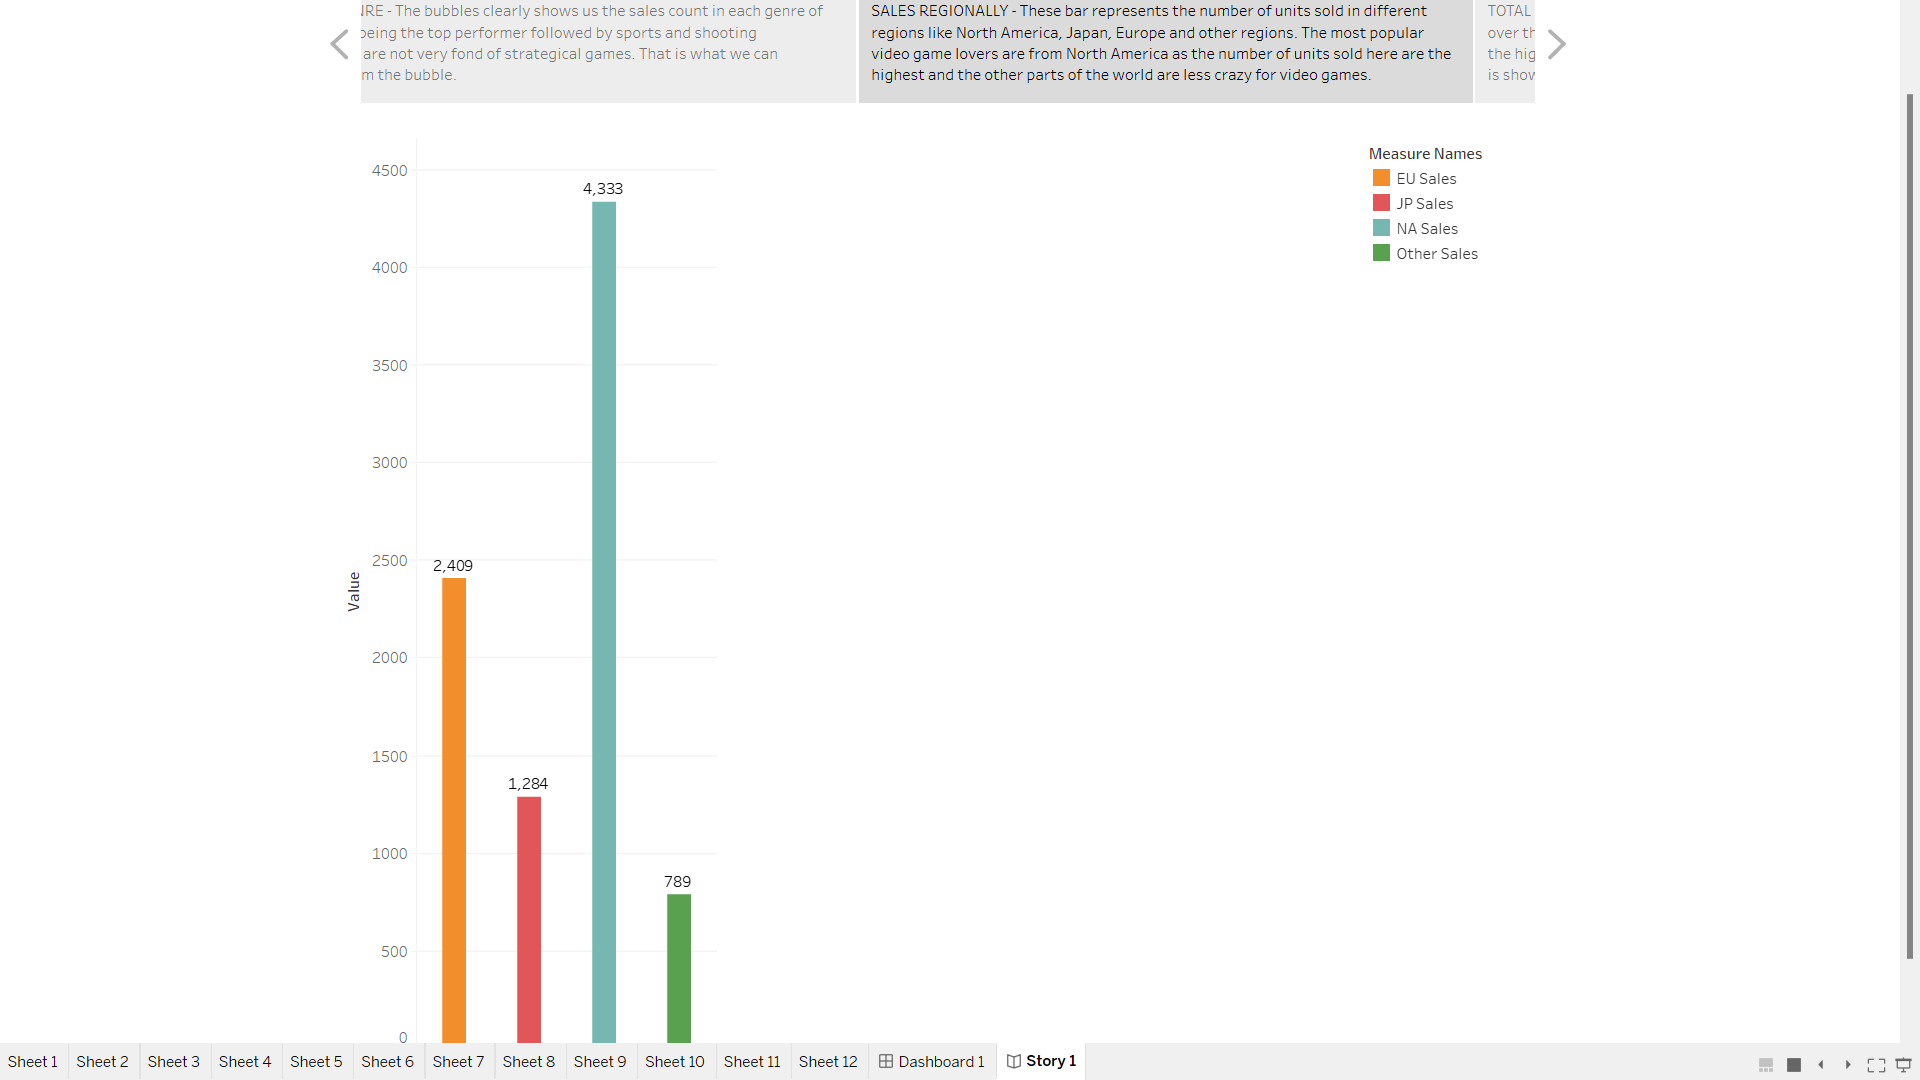 RE - The bubbles clearly shows us the sales count in each genre of
being the top performer followed by sports and shooting
are not very fond of strategical games. That is what we can
m the bubble.
SALES REGIONALLY - These bar represents the number of units sold in different
regions like North America, Japan, Europe and other regions. The most popular
video game lovers are from North America as the number of units sold here are the
highest and the other parts of the world are less crazy for video games.
TOTAL
over th
the hig
is show
Measure Names
EU Sales
JP Sales
NA Sales
Other Sales
Value
4500
4000
3500
3000
2500
2000
1500
1000
500
0
2,409
1,284
4,333
789
Sheet 1
Sheet 2
Sheet 3
Sheet 4
Sheet 5
Sheet 6
Sheet 7
Sheet 8
Sheet 9
Sheet 10
Sheet 11
Sheet 12
Dashboard 1
Story 1